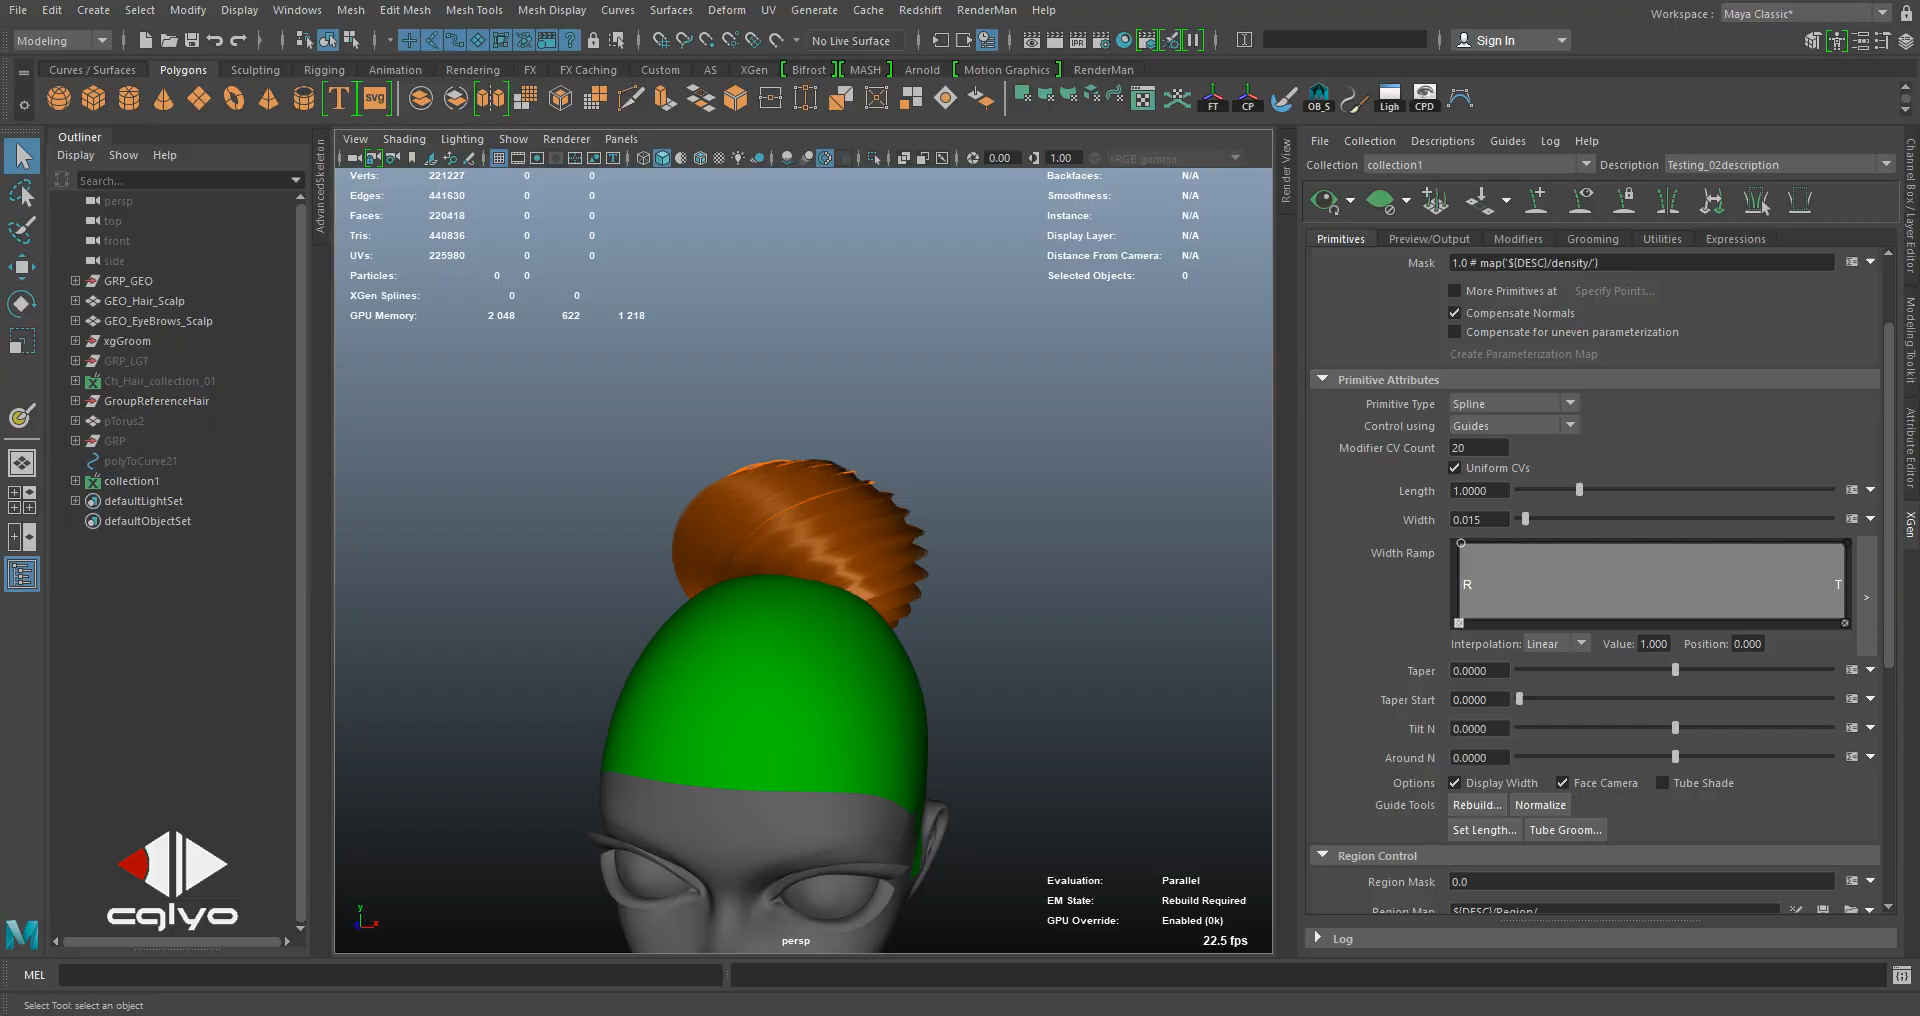 File Edit Create Select Modify Display Windows Mesh Edit Mesh Mesh Tools Mesh Display Curves Surfaces Deform UV Generate Cache Redshift RenderMan Help
Workspace : Maya Classic*
Modeling
No Live Surface
Sign In
Curves / Surfaces Polygons Sculpting Rigging Animation Rendering FX FX Caching Custom AS XGen Bifrost MASH Arnold Motion Graphics RenderMan
T svg FT CP OB_S Ligh CPD
Outliner
Display Show Help
Search...
persp
top
front
side
GRP_GEO
GEO_Hair_Scalp
GEO_EyeBrows_Scalp
xgGroom
GRP_LGT
Ch_Hair_collection_01
GroupReferenceHair
pTorus2
GRP
polyToCurve21
collection1
defaultLightSet
defaultObjectSet
cglyo
AdvancedSkeleton
View Shading Lighting Show Renderer Panels
IPR
0.00 1.00 sRGB gamma
Verts: 221227 0 0
Edges: 441630 0 0
Faces: 220418 0 0
Tris: 440836 0 0
UVs: 225980 0 0
Particles: 0 0
XGen Splines: 0 0
GPU Memory: 2 048 622 1 218
Backfaces: N/A
Smoothness: N/A
Instance: N/A
Display Layer: N/A
Distance From Camera: N/A
Selected Objects: 0
y
x
Evaluation: Parallel
EM State: Rebuild Required
GPU Override: Enabled (0k)
22.5 fps
persp
Render View
File Collection Descriptions Guides Log Help
Collection collection1 Description Testing_02description
Primitives Preview/Output Modifiers Grooming Utilities Expressions
Mask 1.0 # map('${DESC}/density/')
More Primitives at Specify Points...
Compensate Normals
Compensate for uneven parameterization
Create Parameterization Map
Primitive Attributes
Primitive Type Spline
Control using Guides
Modifier CV Count 20
Uniform CVs
Length 1.0000
Width 0.015
Width Ramp
R T
>
Interpolation: Linear Value: 1.000 Position: 0.000
Taper 0.0000
Taper Start 0.0000
Tilt N 0.0000
Around N 0.0000
Options Display Width Face Camera Tube Shade
Guide Tools Rebuild... Normalize
Set Length... Tube Groom...
Region Control
Region Mask 0.0
Region Map ${DESC}/Region/
Log
Channel Box / Layer Editor
Modeling Toolkit
Attribute Editor
XGen
MEL
Select Tool: select an object